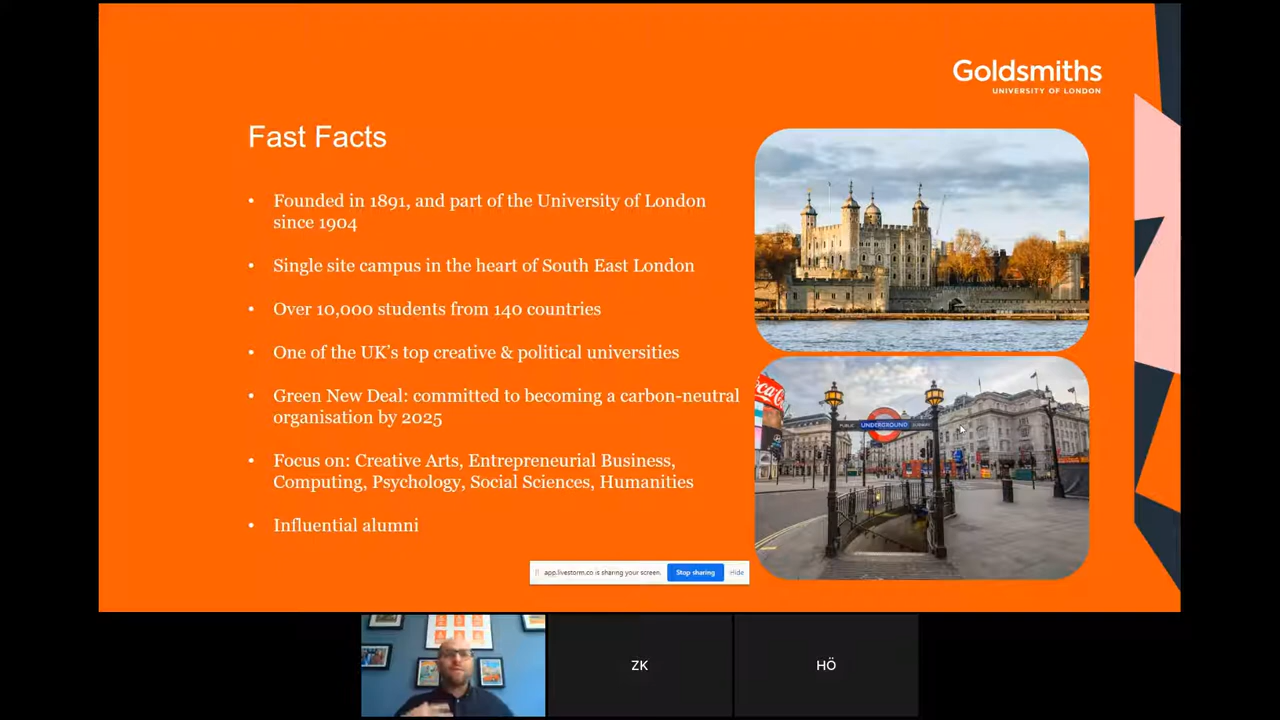 Goldsmiths
UNIVERSITY OF LONDON
Fast Facts
• Founded in 1891, and part of the University of London
since 1904
• Single site campus in the heart of South East London
• Over 10,000 students from 140 countries
• One of the UK's top creative & political universities
• Green New Deal: committed to becoming a carbon-neutral
organisation by 2025
• Focus on: Creative Arts, Entrepreneurial Business,
Computing, Psychology, Social Sciences, Humanities
• Influential alumni
PUBLIC UNDERGROUND SUBWAY
app.livestorm.co is sharing your screen. Stop sharing Hide
ZK
HÖ